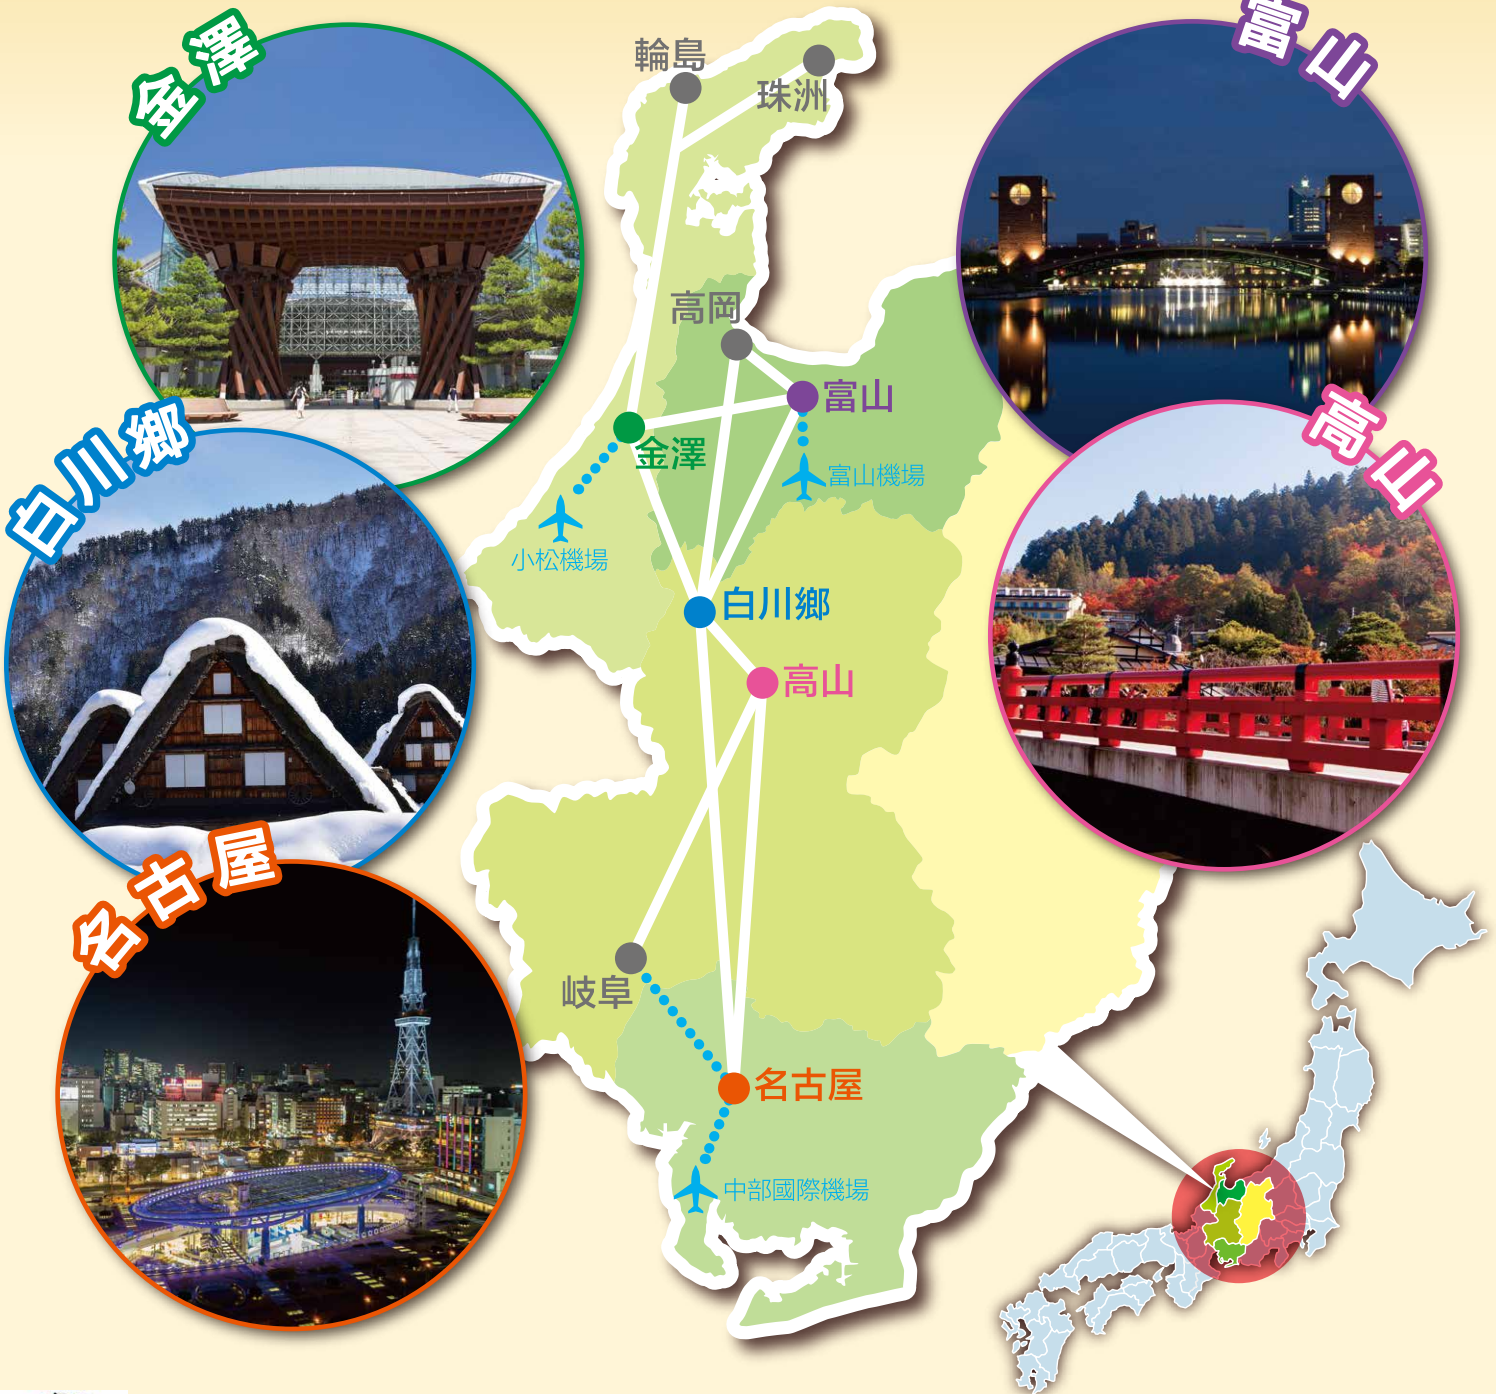 金澤
富山
輪島
珠洲
高岡
富山
金澤
富山機場
小松機場
白川鄉
高山
白川鄉
高山
名古屋
岐阜
名古屋
中部國際機場